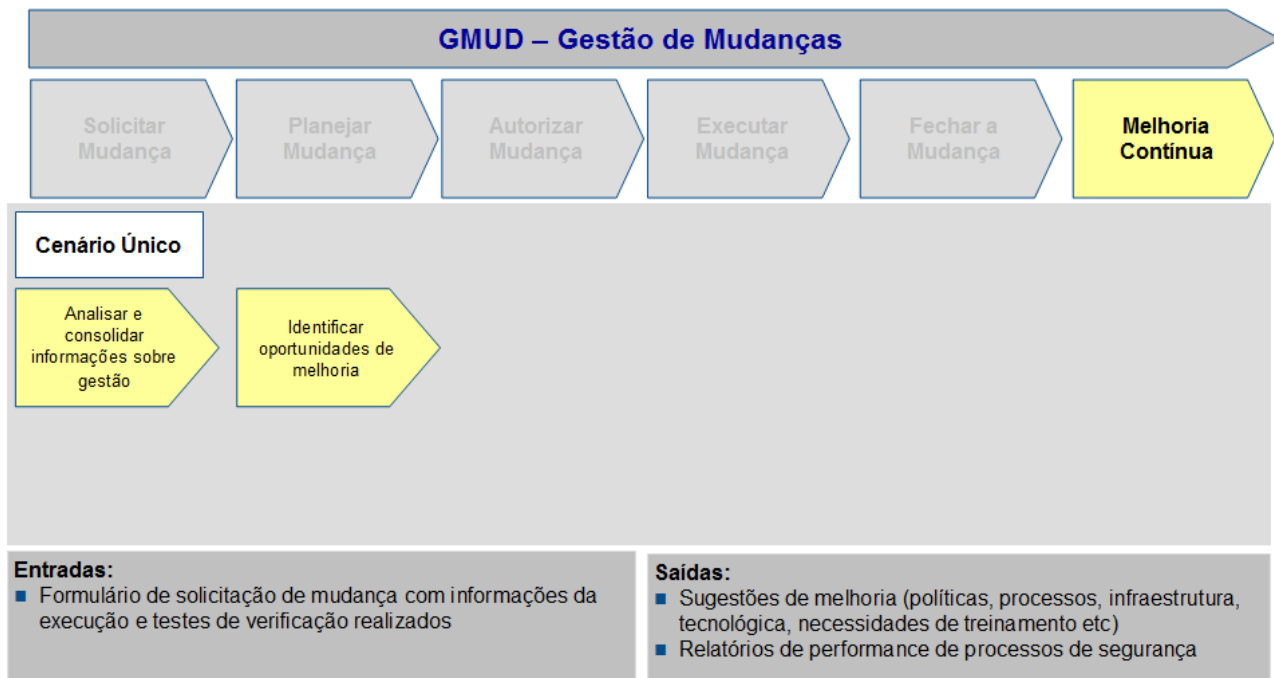 GMUD – Gestão de Mudanças
Solicitar
Mudança
Planejar
Mudança
Autorizar
Mudança
Executar
Mudança
Fechar a
Mudança
Melhoria
Contínua
Cenário Único
Analisar e
consolidar
informações sobre
gestão
Identificar
oportunidades de
melhoria
Entradas:
■ Formulário de solicitação de mudança com informações da
execução e testes de verificação realizados
Saídas:
■ Sugestões de melhoria (políticas, processos, infraestrutura,
tecnológica, necessidades de treinamento etc)
■ Relatórios de performance de processos de segurança